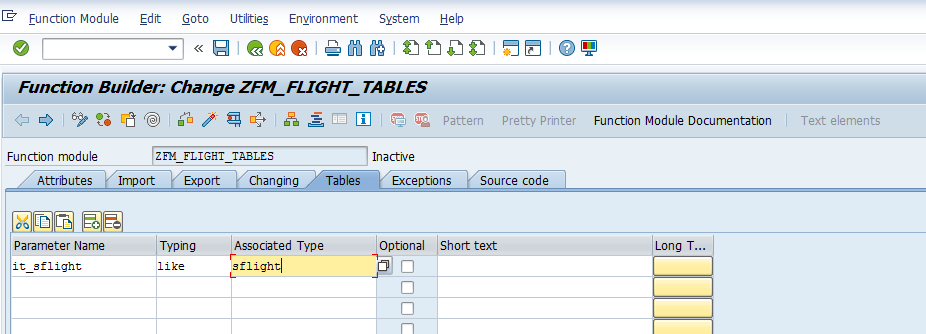 Function Module Edit Goto Utilities Environment System Help
Function Builder: Change ZFM_FLIGHT_TABLES
Pattern Pretty Printer Function Module Documentation Text elements
Function module ZFM_FLIGHT_TABLES Inactive
Attributes Import Export Changing Tables Exceptions Source code
Parameter Name Typing Associated Type Optional Short text Long T...
it_sflight like sflight